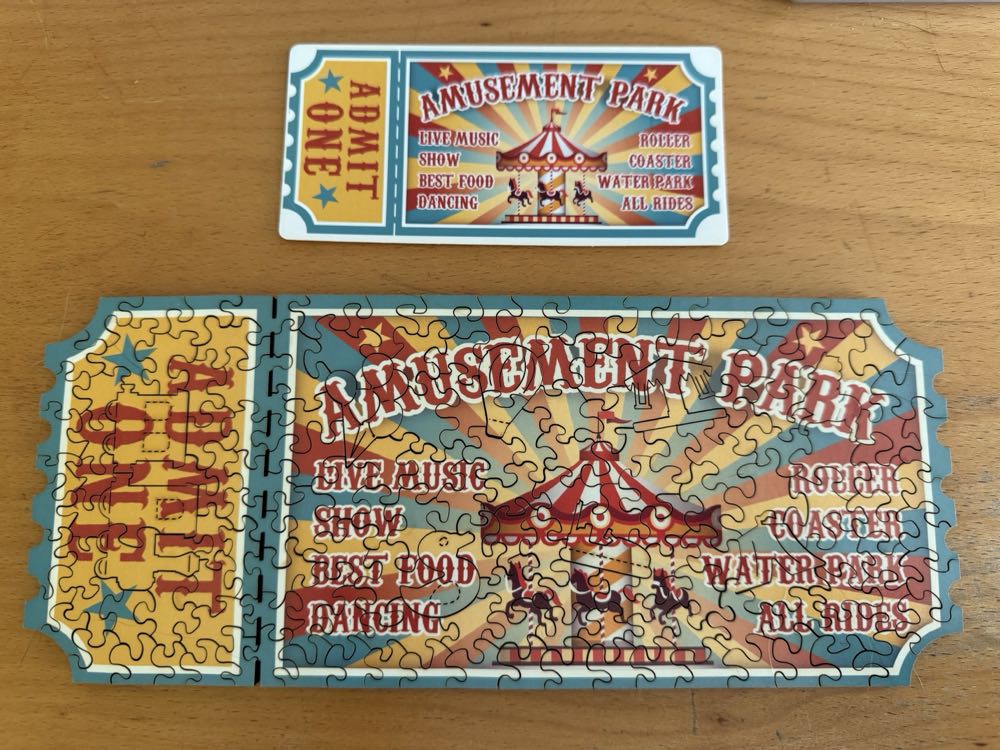 ADMIT
ONE
AMUSEMENT PARK
LIVE MUSIC
SHOW
BEST FOOD
DANCING
ROLLER
COASTER
WATER PARK
ALL RIDES
ADMIT
ONE
AMUSEMENT PARK
LIVE MUSIC
SHOW
BEST FOOD
DANCING
ROLLER
COASTER
WATER PARK
ALL RIDES